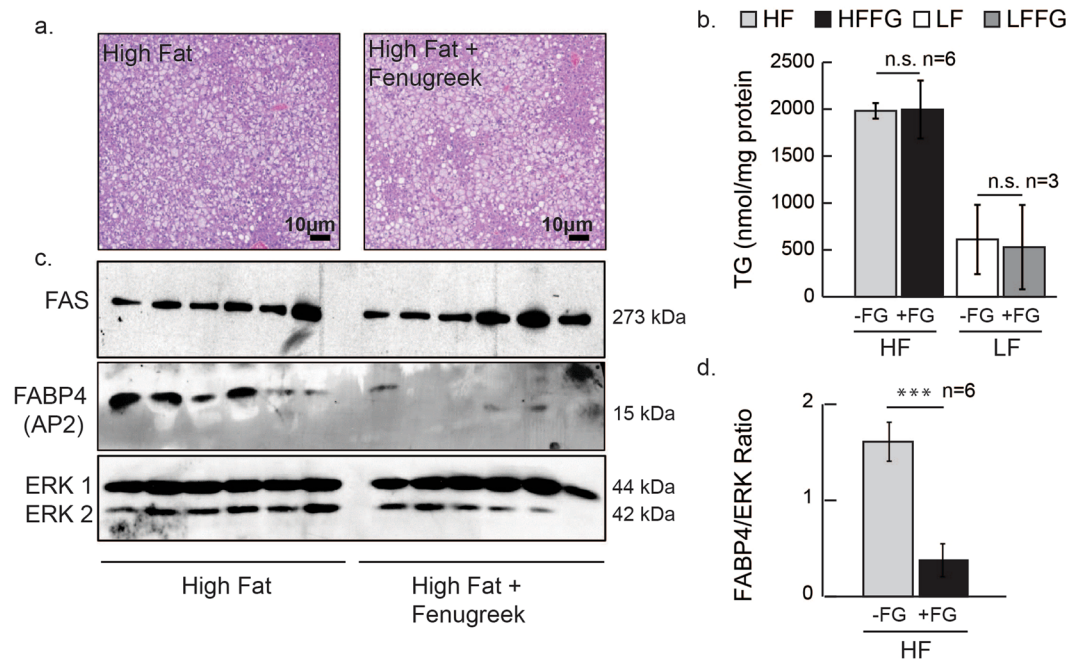 a.
High Fat
10µm
High Fat +
Fenugreek
10µm
b.
HF HFFG LF LFFG
TG (nmol/mg protein)
2500
2000
1500
1000
500
0
n.s. n=6
n.s. n=3
-FG +FG -FG +FG
HF LF
c.
FAS
273 kDa
FABP4
(AP2)
15 kDa
ERK 1
44 kDa
ERK 2
42 kDa
High Fat
High Fat +
Fenugreek
d.
FABP4/ERK Ratio
2
1
0
*** n=6
-FG +FG
HF